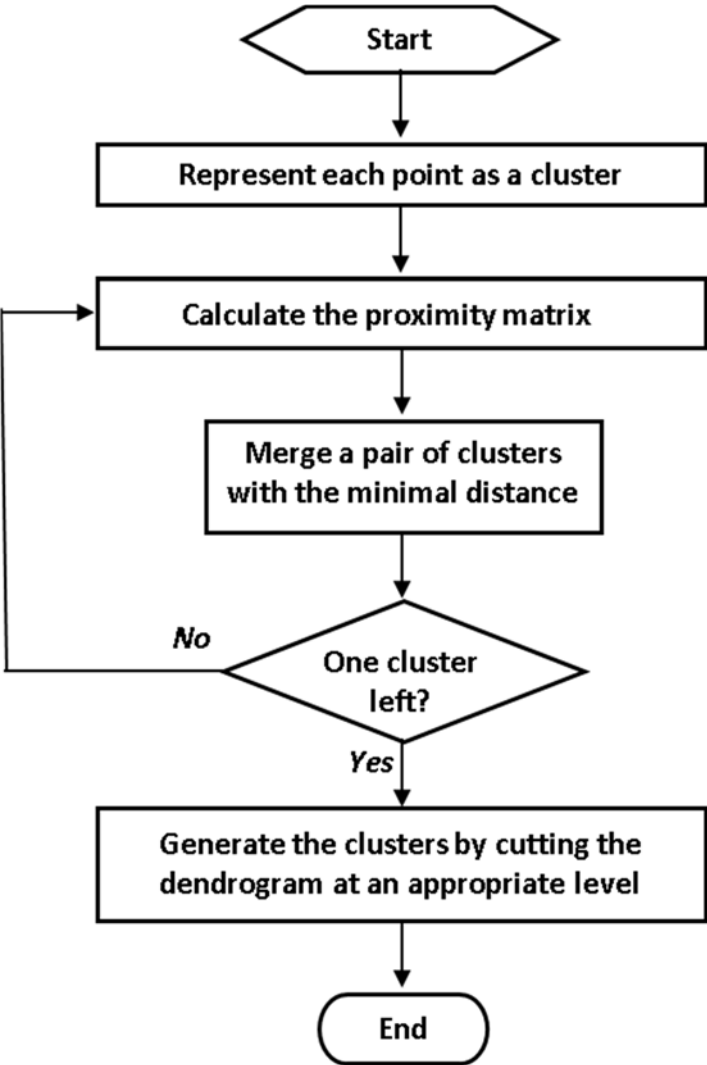 Start
Represent each point as a cluster
Calculate the proximity matrix
Merge a pair of clusters
with the minimal distance
No
One cluster
left?
Yes
Generate the clusters by cutting the
dendrogram at an appropriate level
End